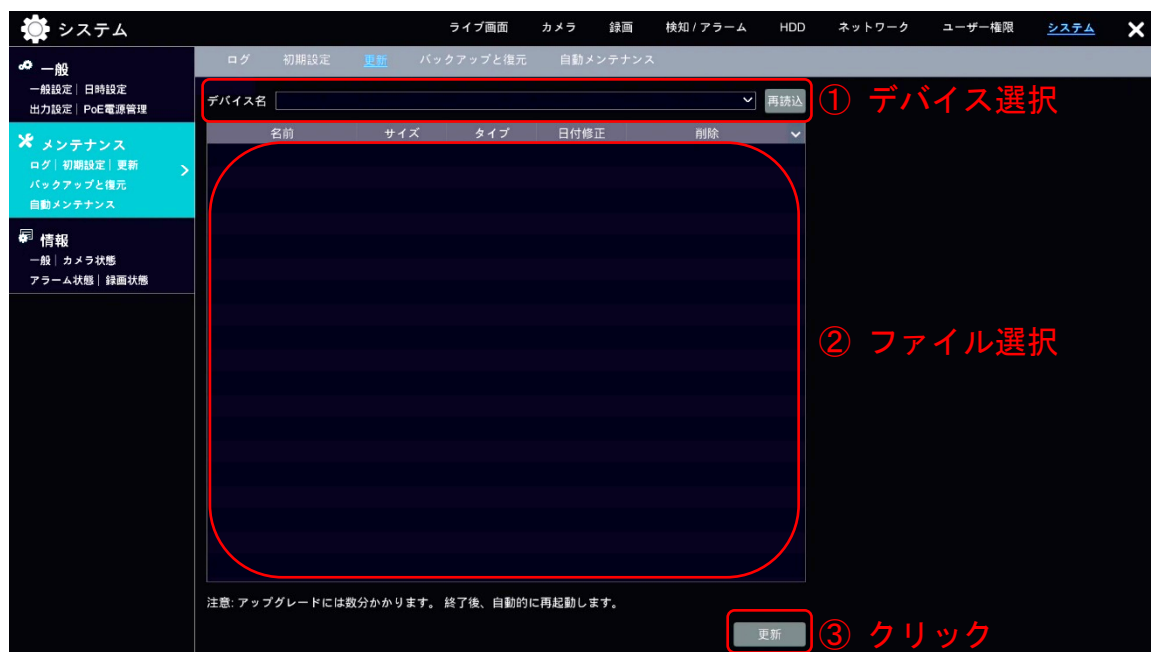 システム
ライブ画面 カメラ 録画 検知 / アラーム HDD ネットワーク ユーザー権限 システム
ログ 初期設定 更新 バックアップと復元 自動メンテナンス
一般
一般設定 | 日時設定
出力設定 | PoE電源管理
メンテナンス
ログ | 初期設定 | 更新
バックアップと復元
自動メンテナンス
情報
一般 | カメラ状態
アラーム状態 | 録画状態
デバイス名 再読込 ① デバイス選択
名前 サイズ タイプ 日付修正 削除
② ファイル選択
注意: アップグレードには数分かかります。 終了後、自動的に再起動します。
更新 ③ クリック